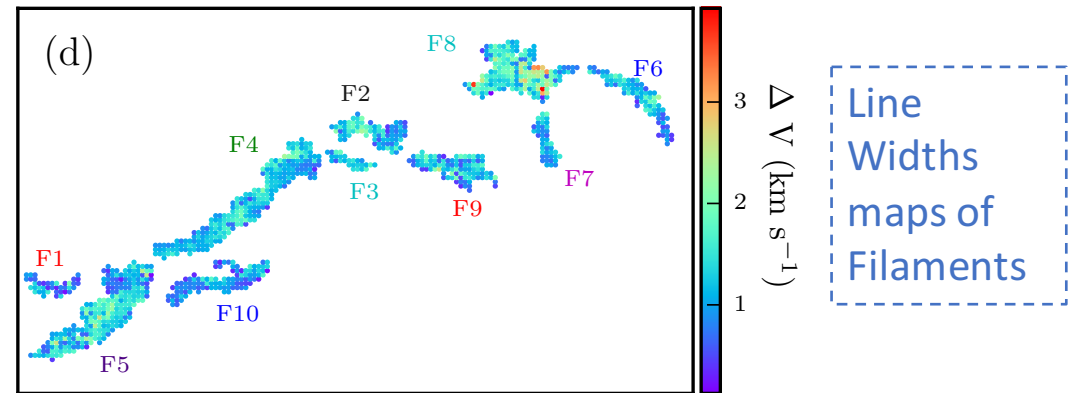 (d)
F8
F6
F2
F4
F3
F7
F9
F1
F10
F5
3
2
1
Δ V (km s⁻¹)
Line
Widths
maps of
Filaments